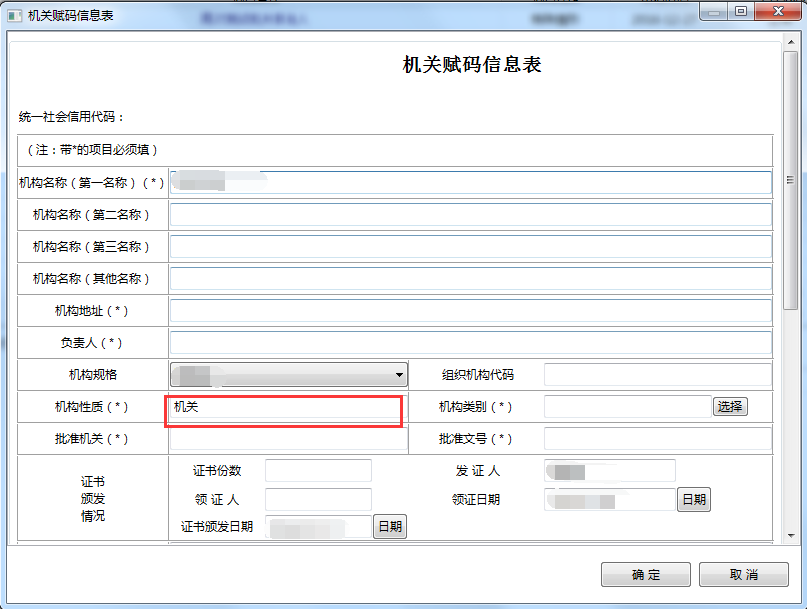 机关赋码信息表
机关赋码信息表
统一社会信用代码：
（注：带*的项目必须填）
机构名称（第一名称）（*）
机构名称（第二名称）
机构名称（第三名称）
机构名称（其他名称）
机构地址（*）
负责人（*）
机构规格 组织机构代码
机构性质（*） 机关 机构类别（*） 选择
批准机关（*） 批准文号（*）
证书
颁发
情况
证书份数 发 证 人
领 证 人 领证日期 日期
证书颁发日期 日期
确 定 取 消